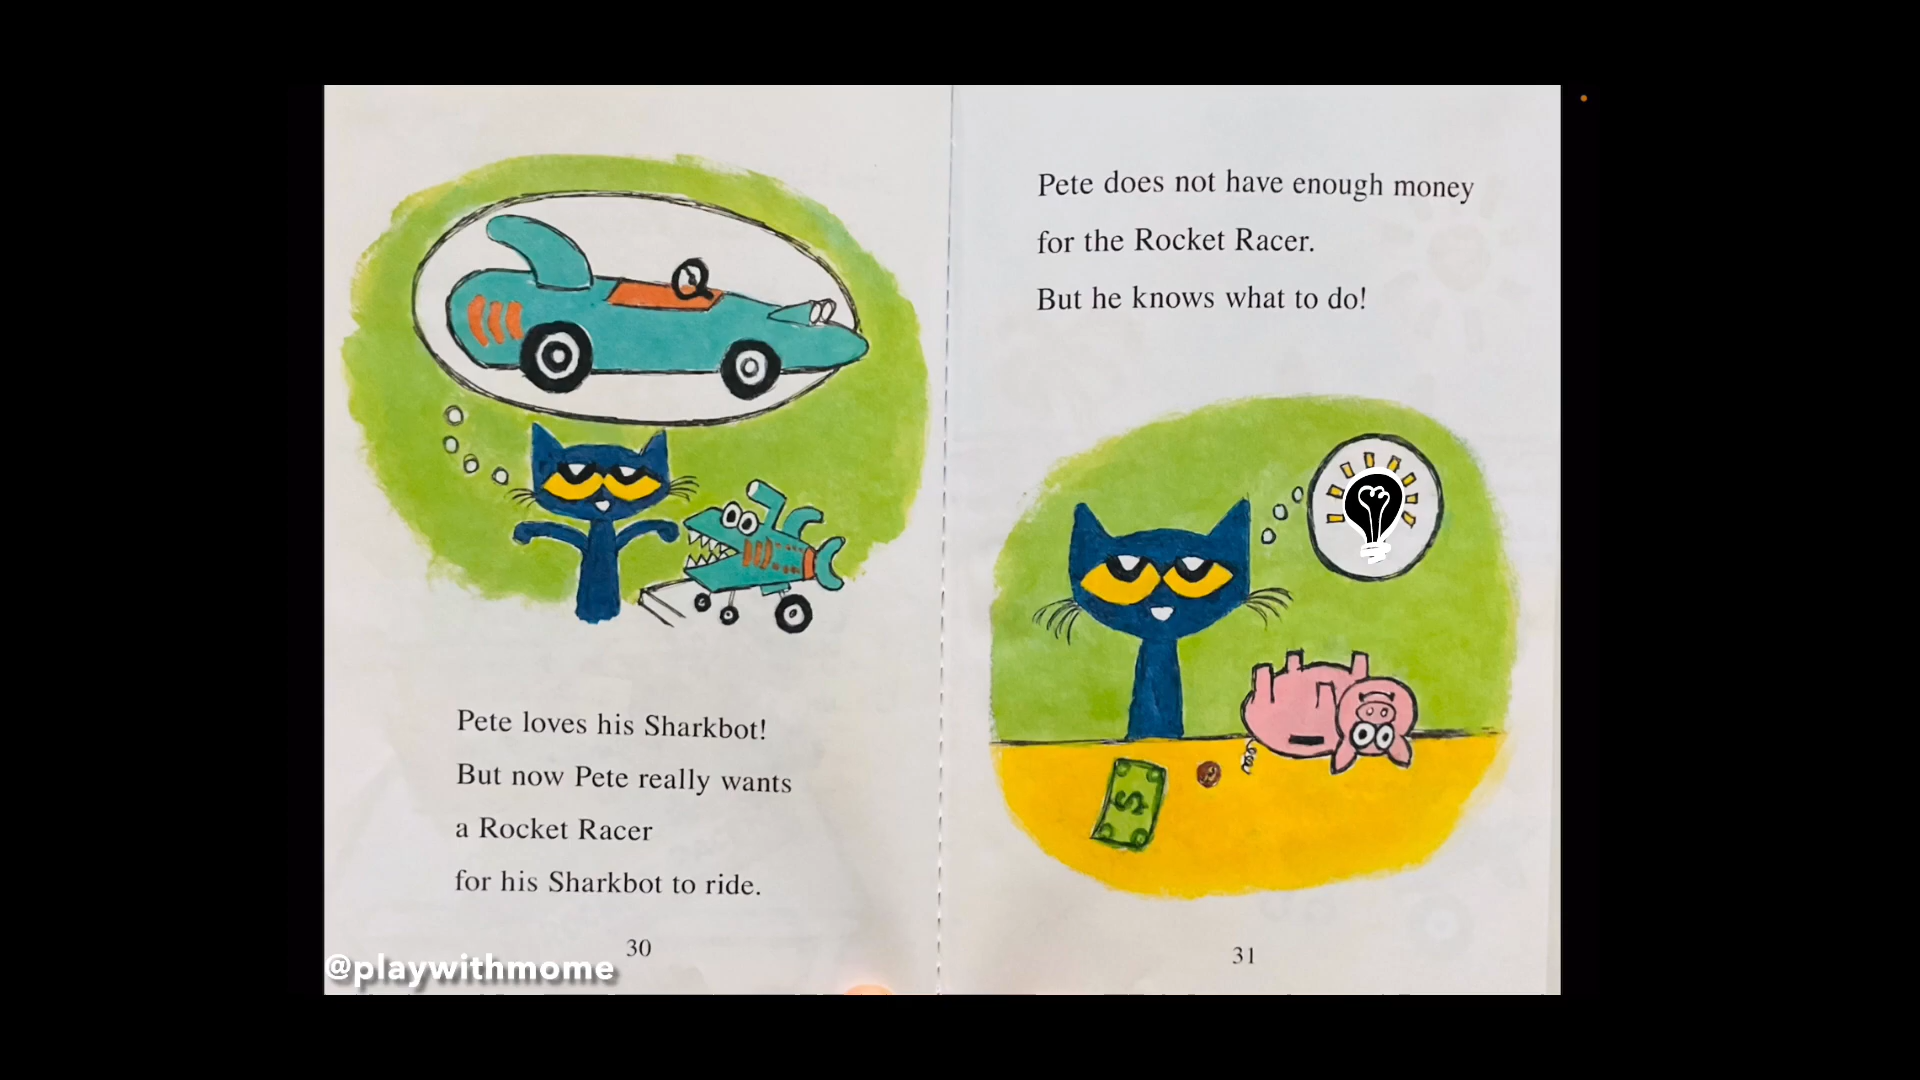 Pete loves his Sharkbot!
But now Pete really wants
a Rocket Racer
for his Sharkbot to ride.
30
@playwithmome
Pete does not have enough money
for the Rocket Racer.
But he knows what to do!
$
31